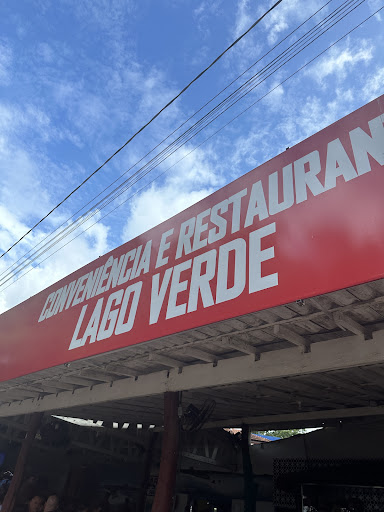 CONVENIÊNCIA E RESTAURAN
LAGO VERDE